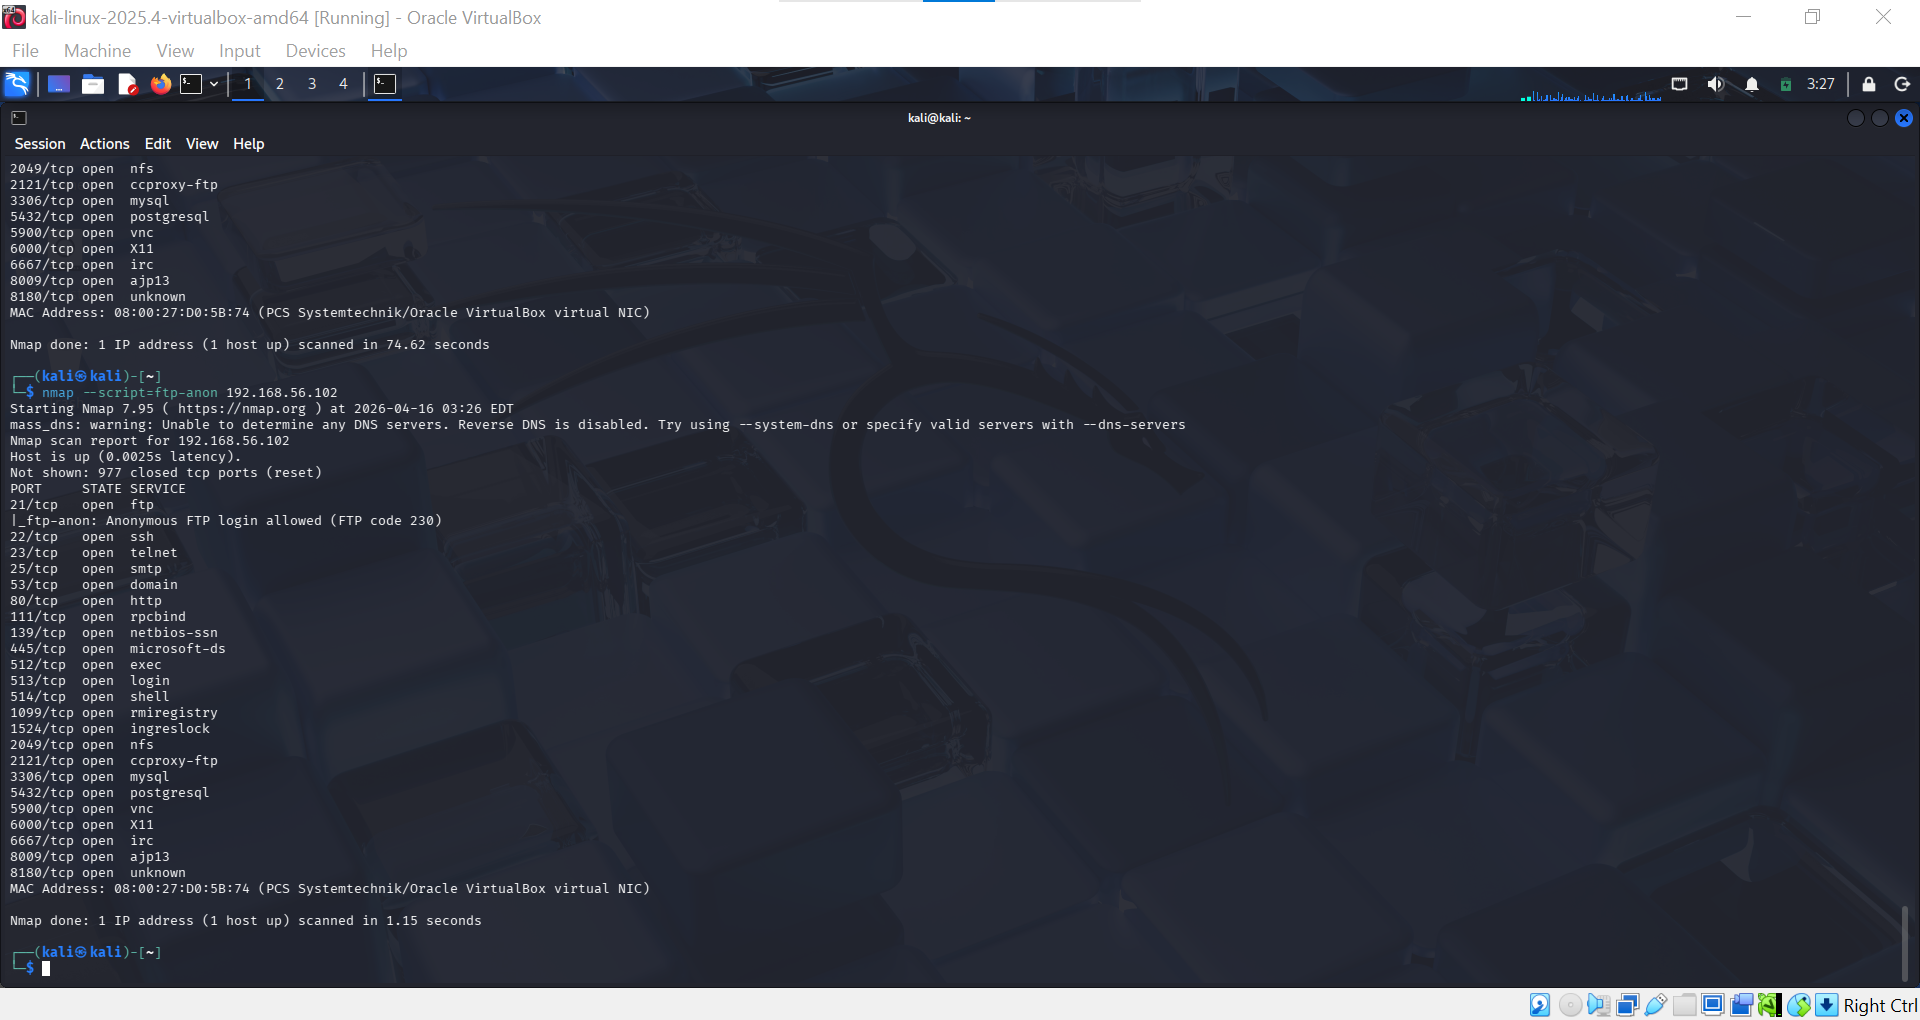 kali-linux-2025.4-virtualbox-amd64 [Running] - Oracle VirtualBox
File Machine View Input Devices Help
1 2 3 4 3:27
kali@kali: ~
Session Actions Edit View Help
2049/tcp open  nfs
2121/tcp open  ccproxy-ftp
3306/tcp open  mysql
5432/tcp open  postgresql
5900/tcp open  vnc
6000/tcp open  X11
6667/tcp open  irc
8009/tcp open  ajp13
8180/tcp open  unknown
MAC Address: 08:00:27:D0:5B:74 (PCS Systemtechnik/Oracle VirtualBox virtual NIC)
Nmap done: 1 IP address (1 host up) scanned in 74.62 seconds
┌──(kali㉿kali)-[~]
└─$ nmap --script=ftp-anon 192.168.56.102
Starting Nmap 7.95 ( https://nmap.org ) at 2026-04-16 03:26 EDT
mass_dns: warning: Unable to determine any DNS servers. Reverse DNS is disabled. Try using --system-dns or specify valid servers with --dns-servers
Nmap scan report for 192.168.56.102
Host is up (0.0025s latency).
Not shown: 977 closed tcp ports (reset)
PORT     STATE SERVICE
21/tcp   open  ftp
|_ftp-anon: Anonymous FTP login allowed (FTP code 230)
22/tcp   open  ssh
23/tcp   open  telnet
25/tcp   open  smtp
53/tcp   open  domain
80/tcp   open  http
111/tcp  open  rpcbind
139/tcp  open  netbios-ssn
445/tcp  open  microsoft-ds
512/tcp  open  exec
513/tcp  open  login
514/tcp  open  shell
1099/tcp open  rmiregistry
1524/tcp open  ingreslock
2049/tcp open  nfs
2121/tcp open  ccproxy-ftp
3306/tcp open  mysql
5432/tcp open  postgresql
5900/tcp open  vnc
6000/tcp open  X11
6667/tcp open  irc
8009/tcp open  ajp13
8180/tcp open  unknown
MAC Address: 08:00:27:D0:5B:74 (PCS Systemtechnik/Oracle VirtualBox virtual NIC)
Nmap done: 1 IP address (1 host up) scanned in 1.15 seconds
┌──(kali㉿kali)-[~]
└─$
Right Ctrl